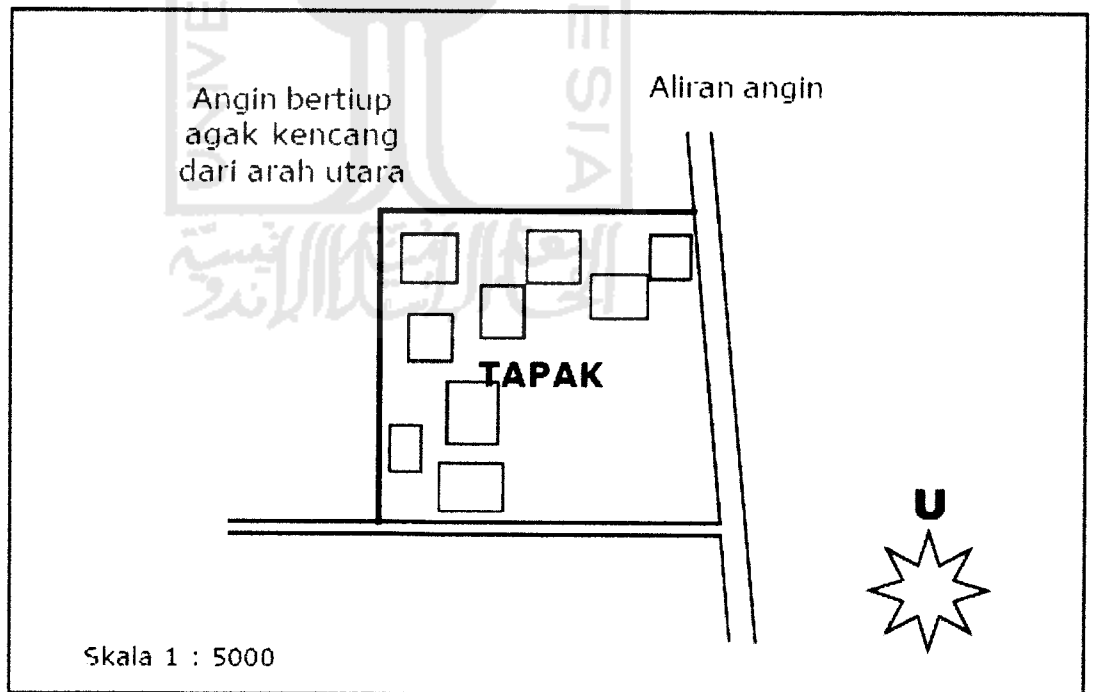 Angin bertiup
agak kencang
dari arah utara
Aliran angin
TAPAK
U
Skala 1 : 5000